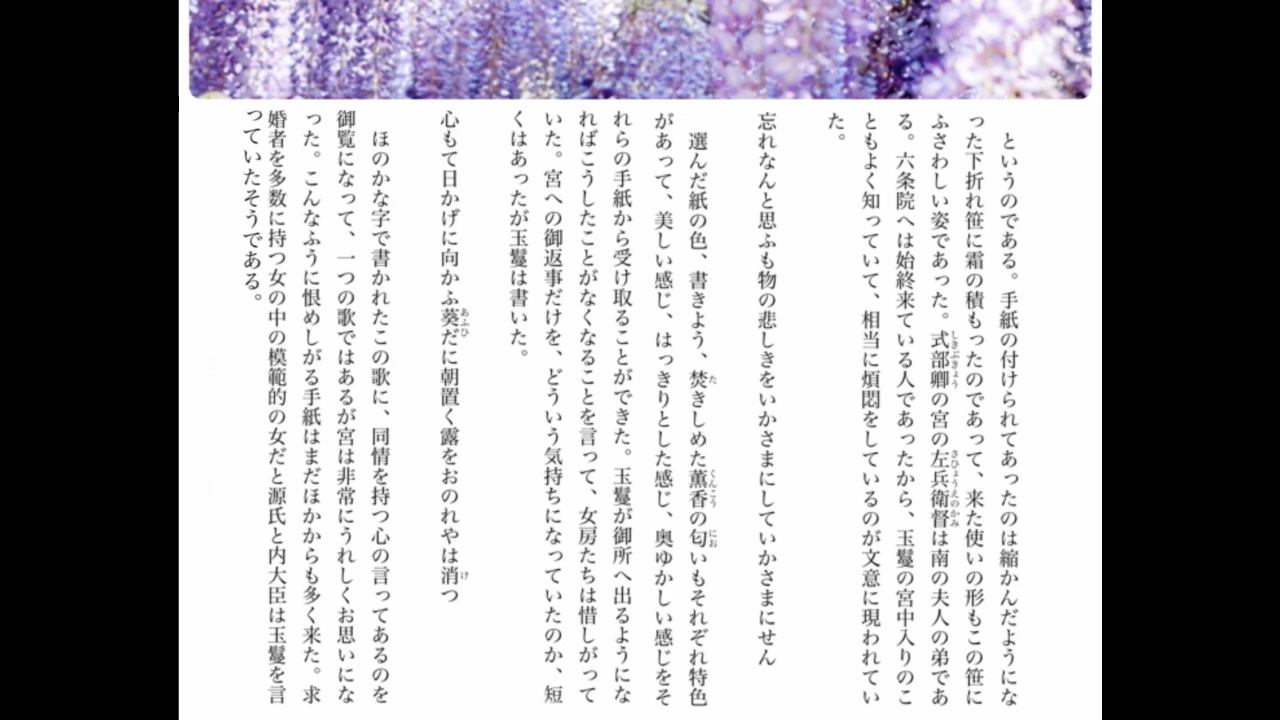 というのである。手紙の付けられてあったのは縮かんだようにな
った下折れ笹に霜の積もったのであって、来た使いの形もこの笹に
ふさわしい姿であった。式部卿の宮の左兵衛督は南の夫人の弟であ
る。六条院へは始終来ている人であったから、玉鬘の宮中入りのこ
ともよく知っていて、相当に煩悶をしているのが文意に現われてい
た。
忘れなんと思ふも物の悲しきをいかさまにしていかさまにせん
選んだ紙の色、書きよう、焚きしめた薫香の匂いもそれぞれ特色
があって、美しい感じ、はっきりとした感じ、奥ゆかしい感じをそ
れらの手紙から受け取ることができた。玉鬘が御所へ出るようにな
ればこうしたことがなくなることを言って、女房たちは惜しがって
いた。宮への御返事だけを、どういう気持ちになっていたのか、短
くはあったが玉鬘は書いた。
心もて日かげに向かふ葵だに朝置く露をおのれやは消つ
ほのかな字で書かれたこの歌に、同情を持つ心の言ってあるのを
御覧になって、一つの歌ではあるが宮は非常にうれしくお思いにな
った。こんなふうに恨めしがる手紙はまだほかからも多く来た。求
婚者を多数に持つ女の中の模範的の女だと源氏と内大臣は玉鬘を言
っていたそうである。